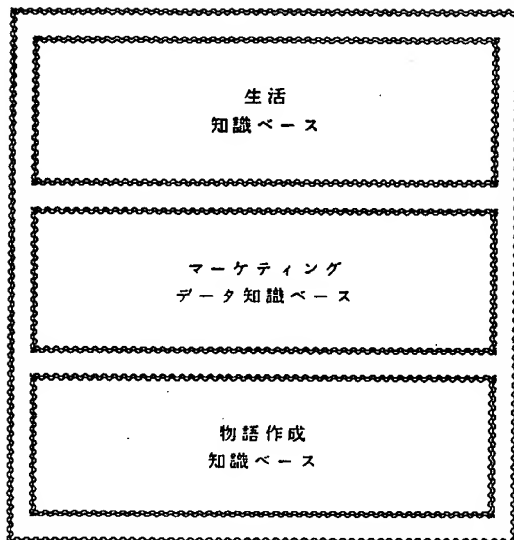 生活
知識ベース
マーケティング
データ知識ベース
物語作成
知識ベース